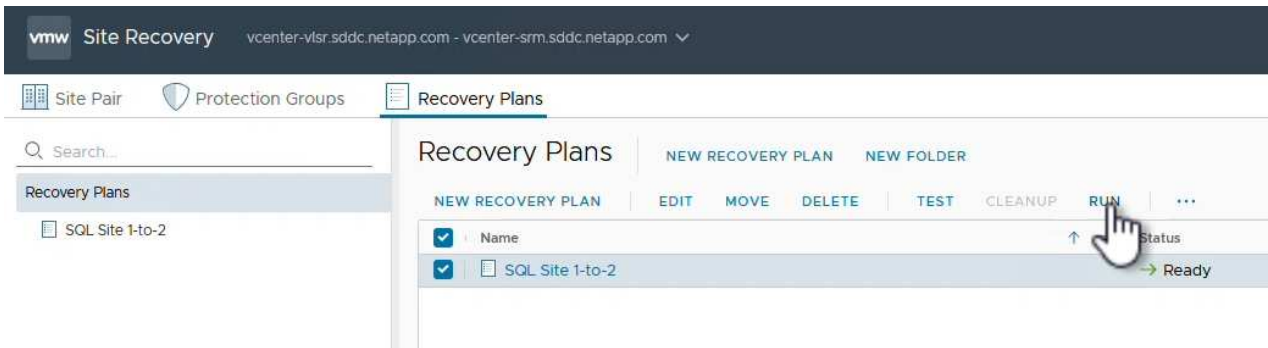 vmw Site Recovery vcenter-vlsr.sddc.netapp.com - vcenter-srm.sddc.netapp.com
Site Pair Protection Groups Recovery Plans
Search...
Recovery Plans
SQL Site 1-to-2
Recovery Plans NEW RECOVERY PLAN NEW FOLDER
NEW RECOVERY PLAN EDIT MOVE DELETE TEST CLEANUP RUN ...
Name Status
SQL Site 1-to-2 Ready